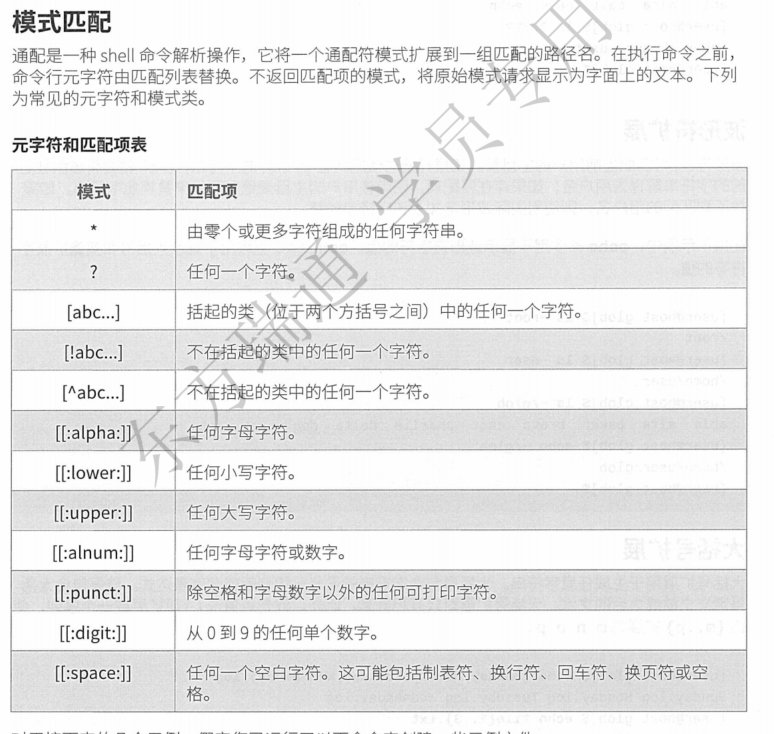 模式匹配
通配是一种 shell 命令解析操作，它将一个通配符模式扩展到一组匹配的路径名。在执行命令之前，
命令行元字符由匹配列表替换。不返回匹配项的模式，将原始模式请求显示为字面上的文本。下列
为常见的元字符和模式类。
元字符和匹配项表
模式 匹配项
* 由零个或更多字符组成的任何字符串。
? 任何一个字符。
[abc...] 括起的类（位于两个方括号之间）中的任何一个字符。
[!abc...] 不在括起的类中的任何一个字符。
[^abc...] 不在括起的类中的任何一个字符。
[[:alpha:]] 任何字母字符。
[[:lower:]] 任何小写字符。
[[:upper:]] 任何大写字符。
[[:alnum:]] 任何字母字符或数字。
[[:punct:]] 除空格和字母数字以外的任何可打印字符。
[[:digit:]] 从 0 到 9 的任何单个数字。
[[:space:]] 任何一个空白字符。这可能包括制表符、换行符、回车符、换页符或空
格。
东方瑞通 学员专用